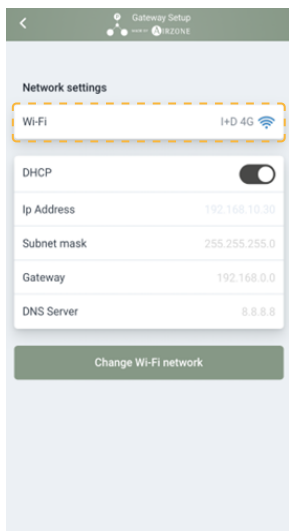 Gateway Setup
AIRZONE
Network settings
Wi-Fi I+D 4G
DHCP
Ip Address 192.168.10.30
Subnet mask 255.255.255.0
Gateway 192.168.0.0
DNS Server 8.8.8.8
Change Wi-Fi network